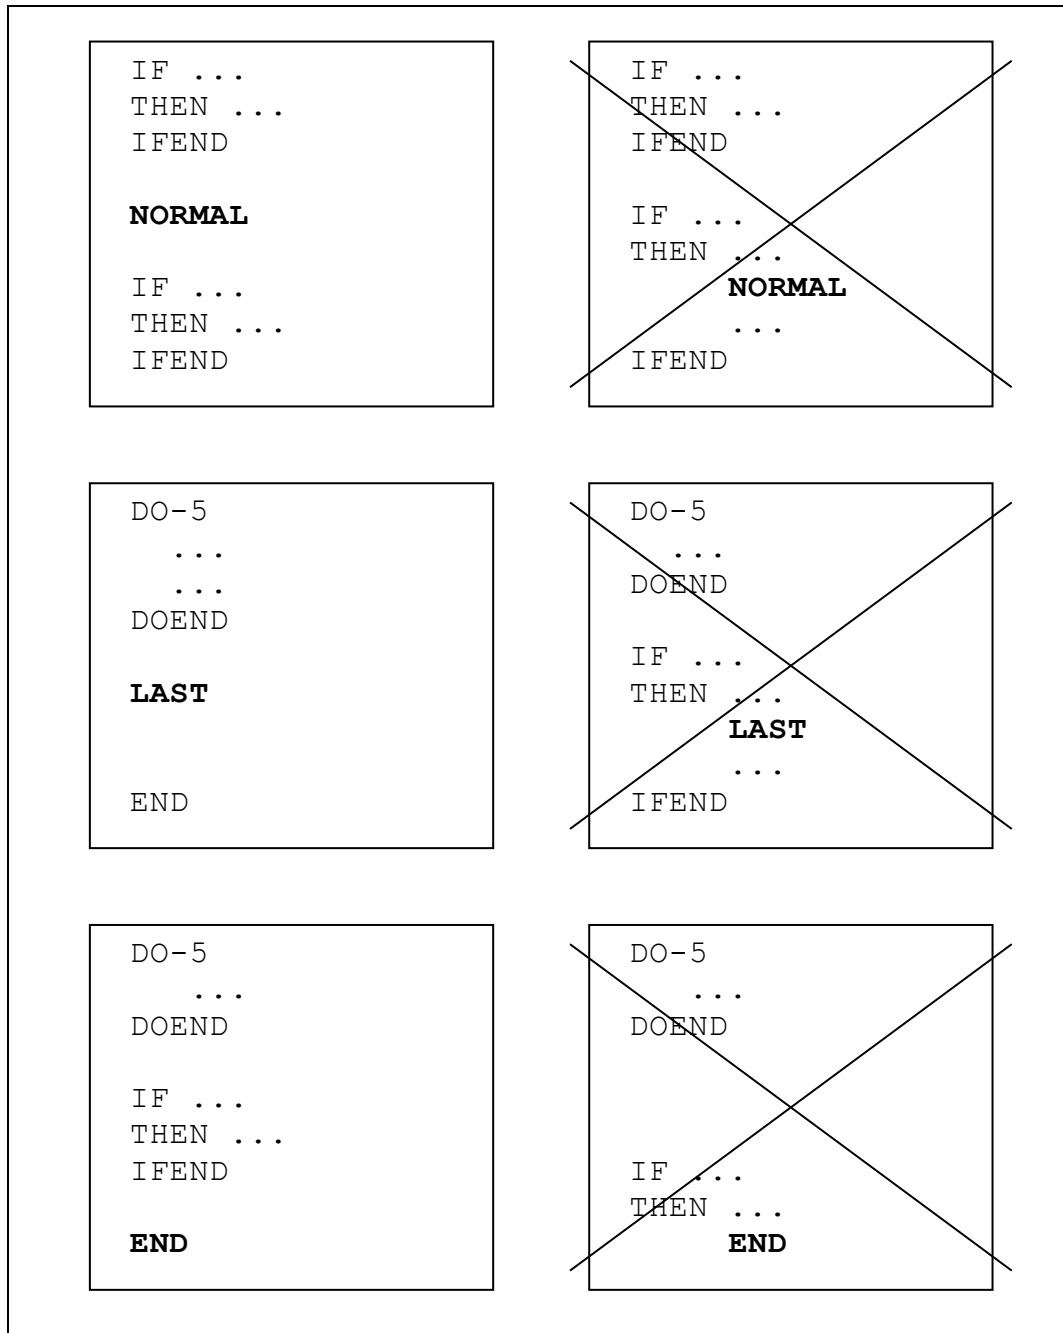 IF ...
THEN ...
IFEND
NORMAL
IF ...
THEN ...
IFEND
IF ...
THEN ...
IFEND
IF ...
THEN ...
NORMAL
...
IFEND
DO-5
...
...
DOEND
LAST
END
DO-5
...
DOEND
IF ...
THEN ...
LAST
...
IFEND
DO-5
...
DOEND
IF ...
THEN ...
IFEND
END
DO-5
...
DOEND
IF ...
THEN ...
END